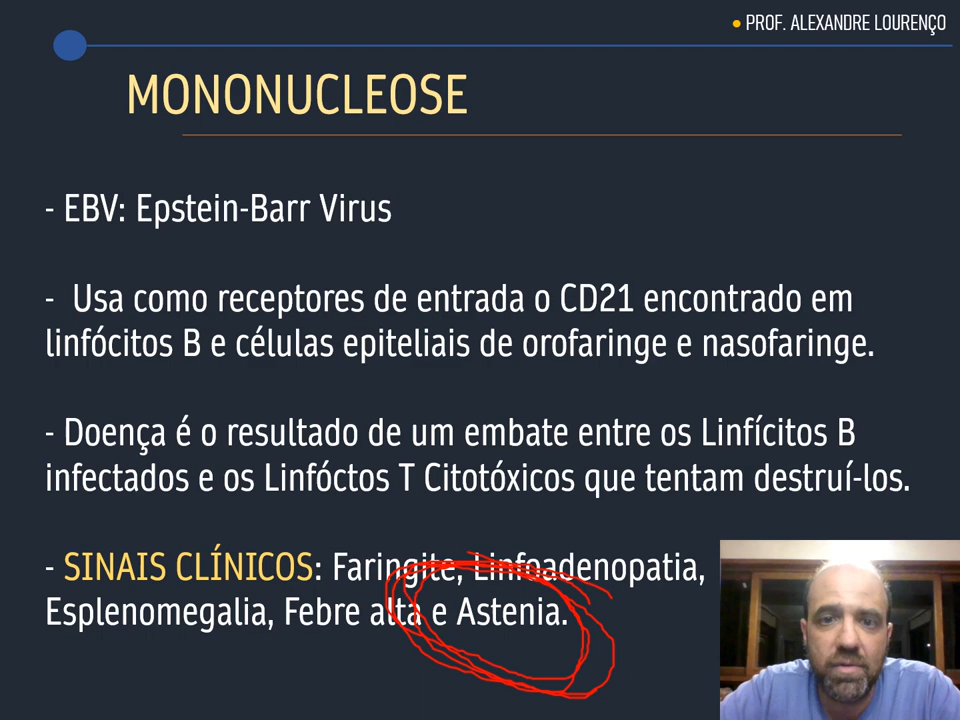 • PROF. ALEXANDRE LOURENÇO
MONONUCLEOSE
- EBV: Epstein-Barr Virus
- Usa como receptores de entrada o CD21 encontrado em
linfócitos B e células epiteliais de orofaringe e nasofaringe.
- Doença é o resultado de um embate entre os Linfícitos B
infectados e os Linfóctos T Citotóxicos que tentam destruí-los.
- SINAIS CLÍNICOS: Faringite, Linfoadenopatia,
Esplenomegalia, Febre alta e Astenia.